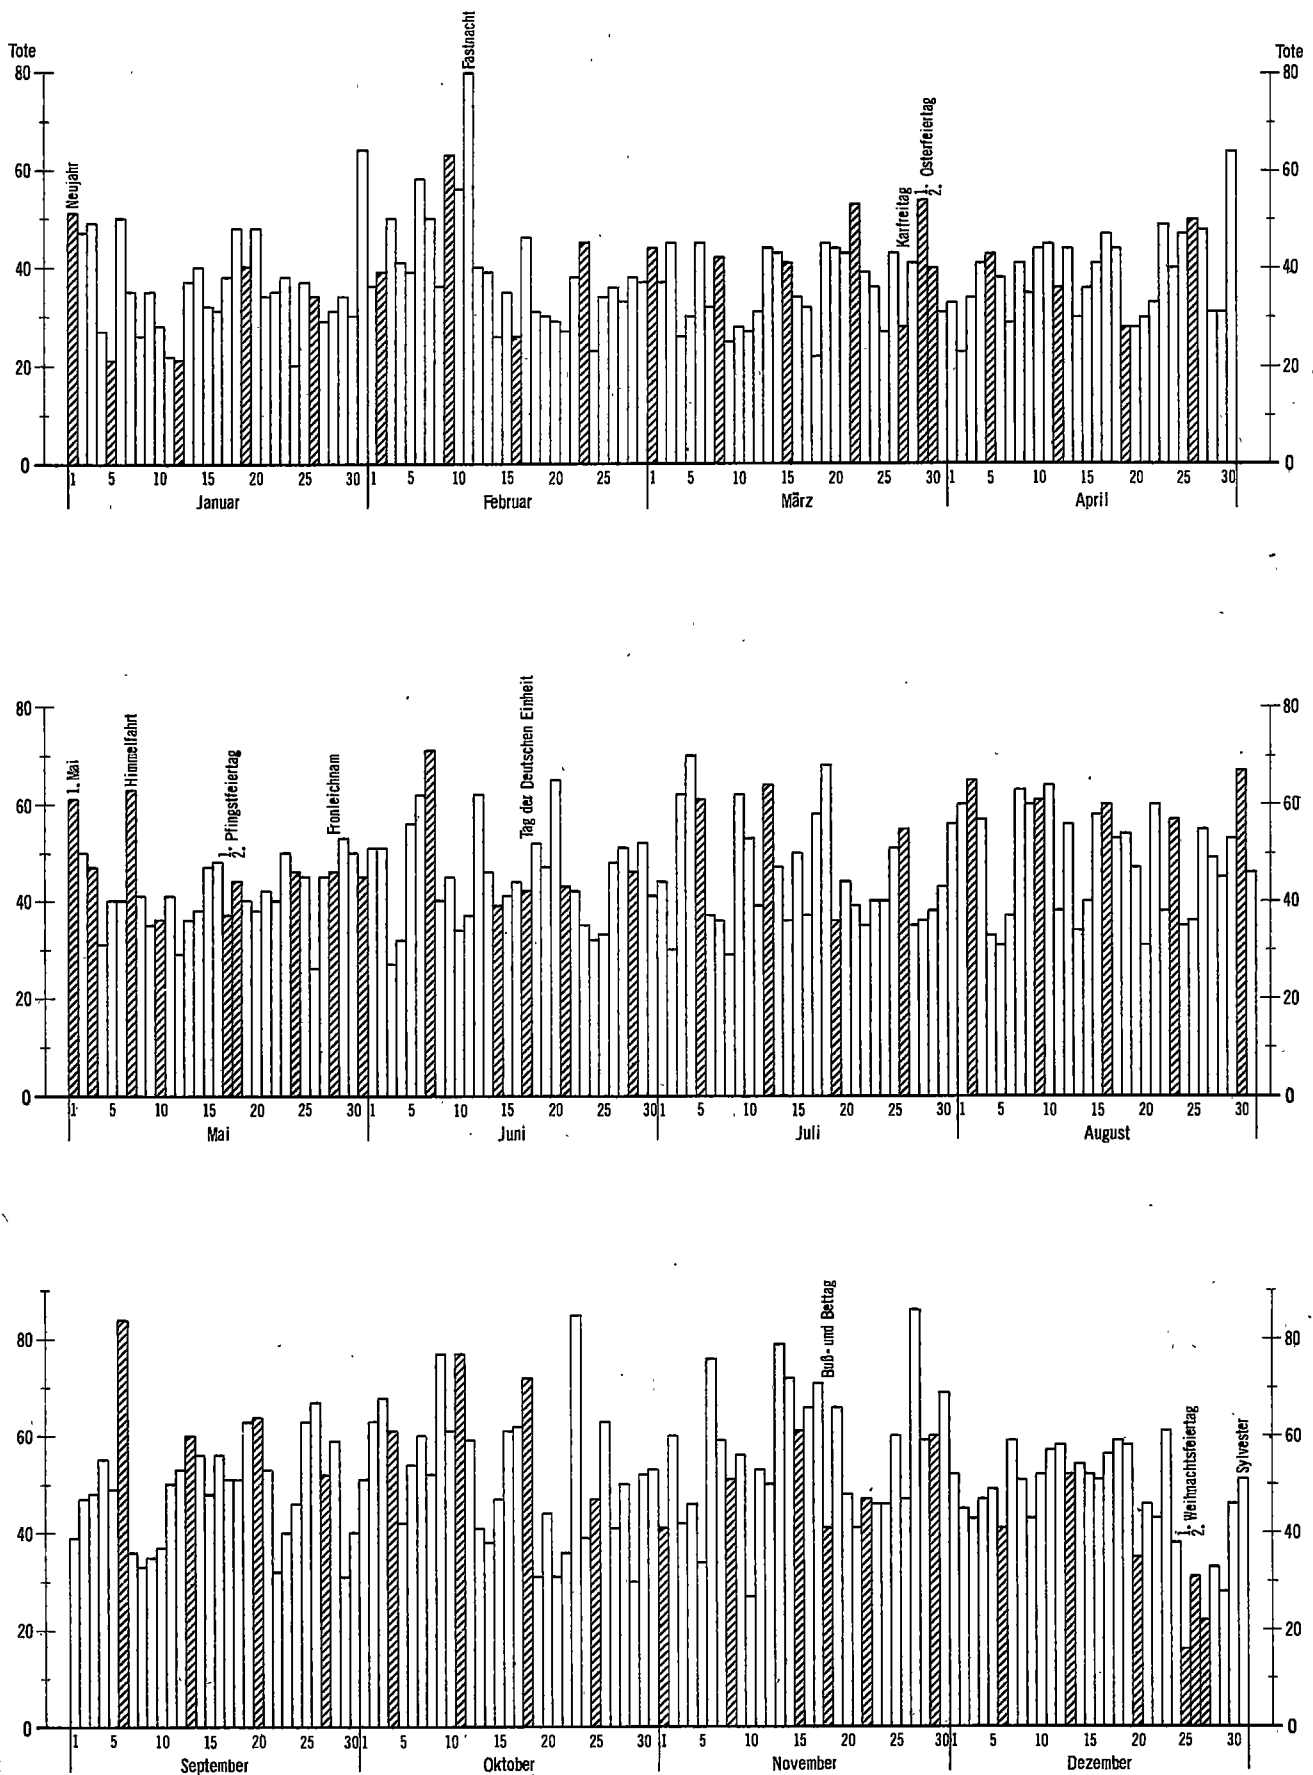 Fastnacht
Tote Tote
80 80
1. Osterfeiertag
2.
Neujahr
Karfreitag
60 60
40 40
20 20
0 0
1 5 10 15 20 25 30 1 5 10 15 20 25 1 5 10 15 20 25 30 1 5 10 15 20 25 30
Januar Februar März April
Tag der Deutschen Einheit
80 80
1. Mai
Himmelfahrt
1. Pfingstfeiertag
2.
Fronleichnam
60 60
40 40
20 20
0 0
1 5 10 15 20 25 30 1 5 10 15 20 25 30 1 5 10 15 20 25 30 1 5 10 15 20 25 30
Mai Juni Juli August
Buß- und Bettag
80 80
1. Weihnachtsfeiertag
2.
Sylvester
60 60
40 40
20 20
0 0
1 5 10 15 20 25 30 1 5 10 15 20 25 30 1 5 10 15 20 25 30 1 5 10 15 20 25 30
September Oktober November Dezember